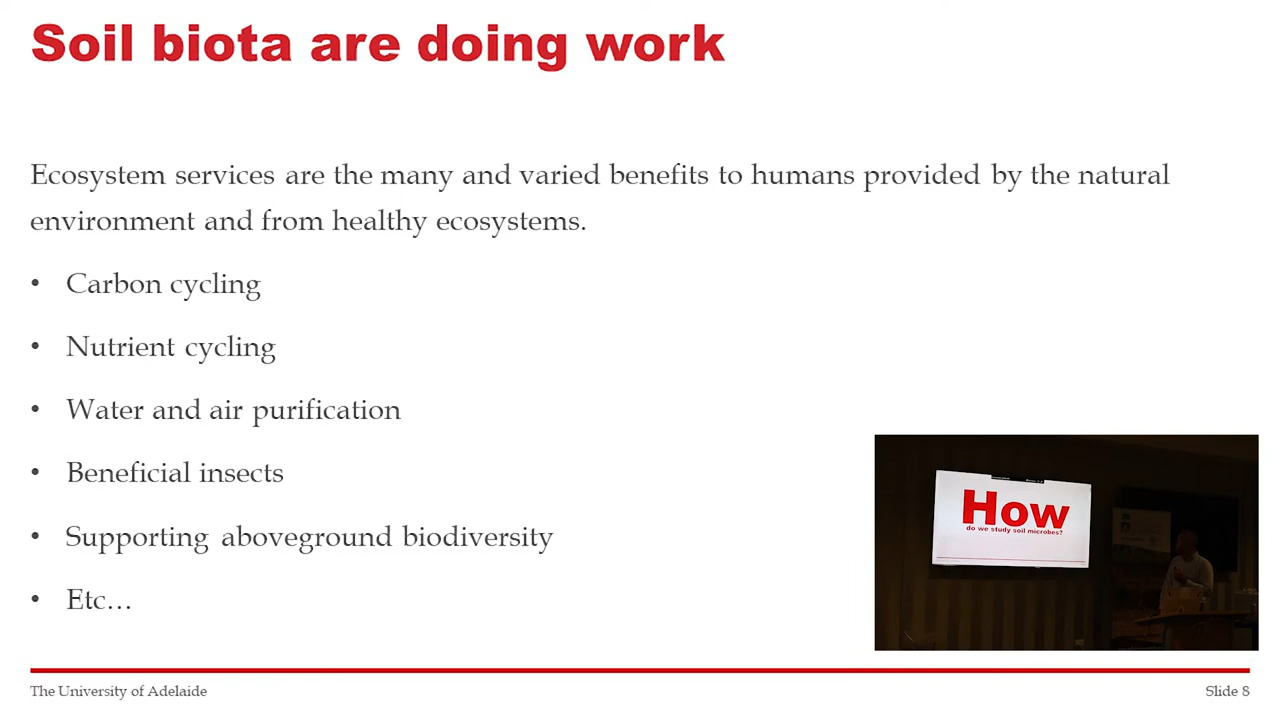 Soil biota are doing work
Ecosystem services are the many and varied benefits to humans provided by the natural
environment and from healthy ecosystems.
• Carbon cycling
• Nutrient cycling
• Water and air purification
• Beneficial insects
• Supporting aboveground biodiversity
• Etc…
How
do we study soil microbes?
The University of Adelaide
Slide 8